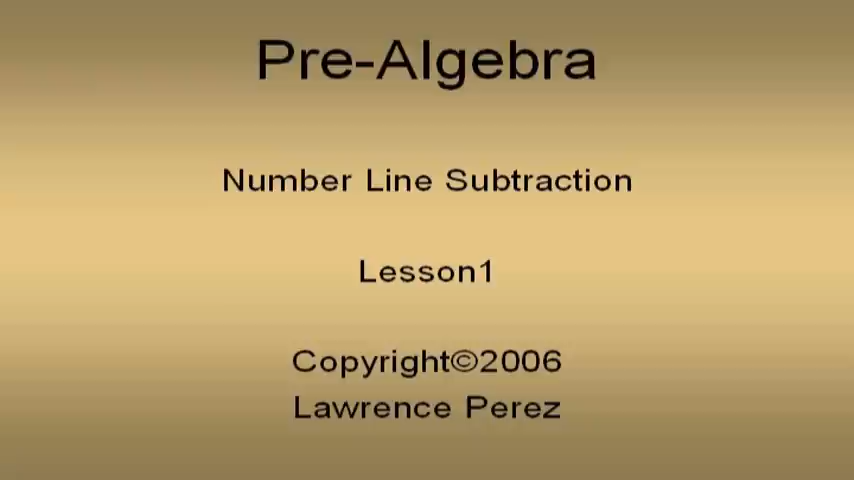 Pre-Algebra
Number Line Subtraction
Lesson1
Copyright©2006
Lawrence Perez